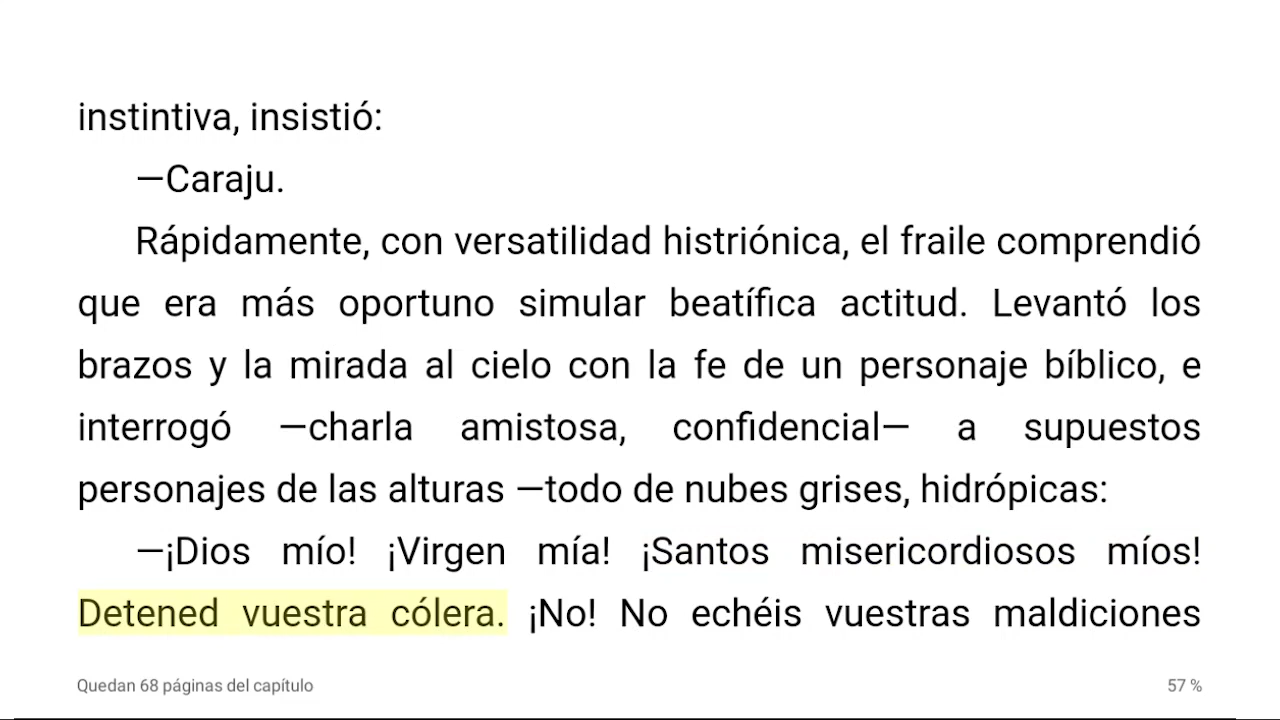 instintiva, insistió:
—Caraju.
Rápidamente, con versatilidad histriónica, el fraile comprendió
que era más oportuno simular beatífica actitud. Levantó los
brazos y la mirada al cielo con la fe de un personaje bíblico, e
interrogó —charla amistosa, confidencial— a supuestos
personajes de las alturas —todo de nubes grises, hidrópicas:
—¡Dios mío! ¡Virgen mía! ¡Santos misericordiosos míos!
Detened vuestra cólera. ¡No! No echéis vuestras maldiciones
Quedan 68 páginas del capítulo
57 %